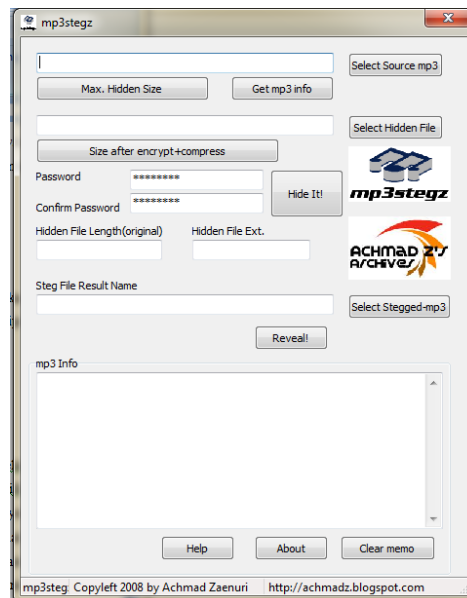 mp3stegz
Select Source mp3
Max. Hidden Size
Get mp3 info
Select Hidden File
Size after encrypt+compress
Password
********
Confirm Password
********
Hide It!
mp3stegz
Hidden File Length(original)
Hidden File Ext.
ACHMAD Z'S
ARCHIVES
Steg File Result Name
Select Stegged-mp3
Reveal!
mp3 Info
Help
About
Clear memo
mp3steg: Copyleft 2008 by Achmad Zaenuri
http://achmadz.blogspot.com